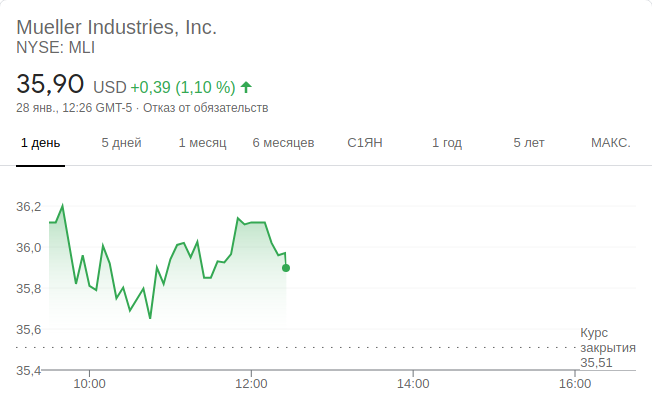 Mueller Industries, Inc.
NYSE: MLI
35,90 USD +0,39 (1,10 %)
28 янв., 12:26 GMT-5 · Отказ от обязательств
1 день 5 дней 1 месяц 6 месяцев С1ЯН 1 год 5 лет МАКС.
36,2
36,0
35,8
35,6
35,4
Курс
закрытия
35,51
10:00 12:00 14:00 16:00